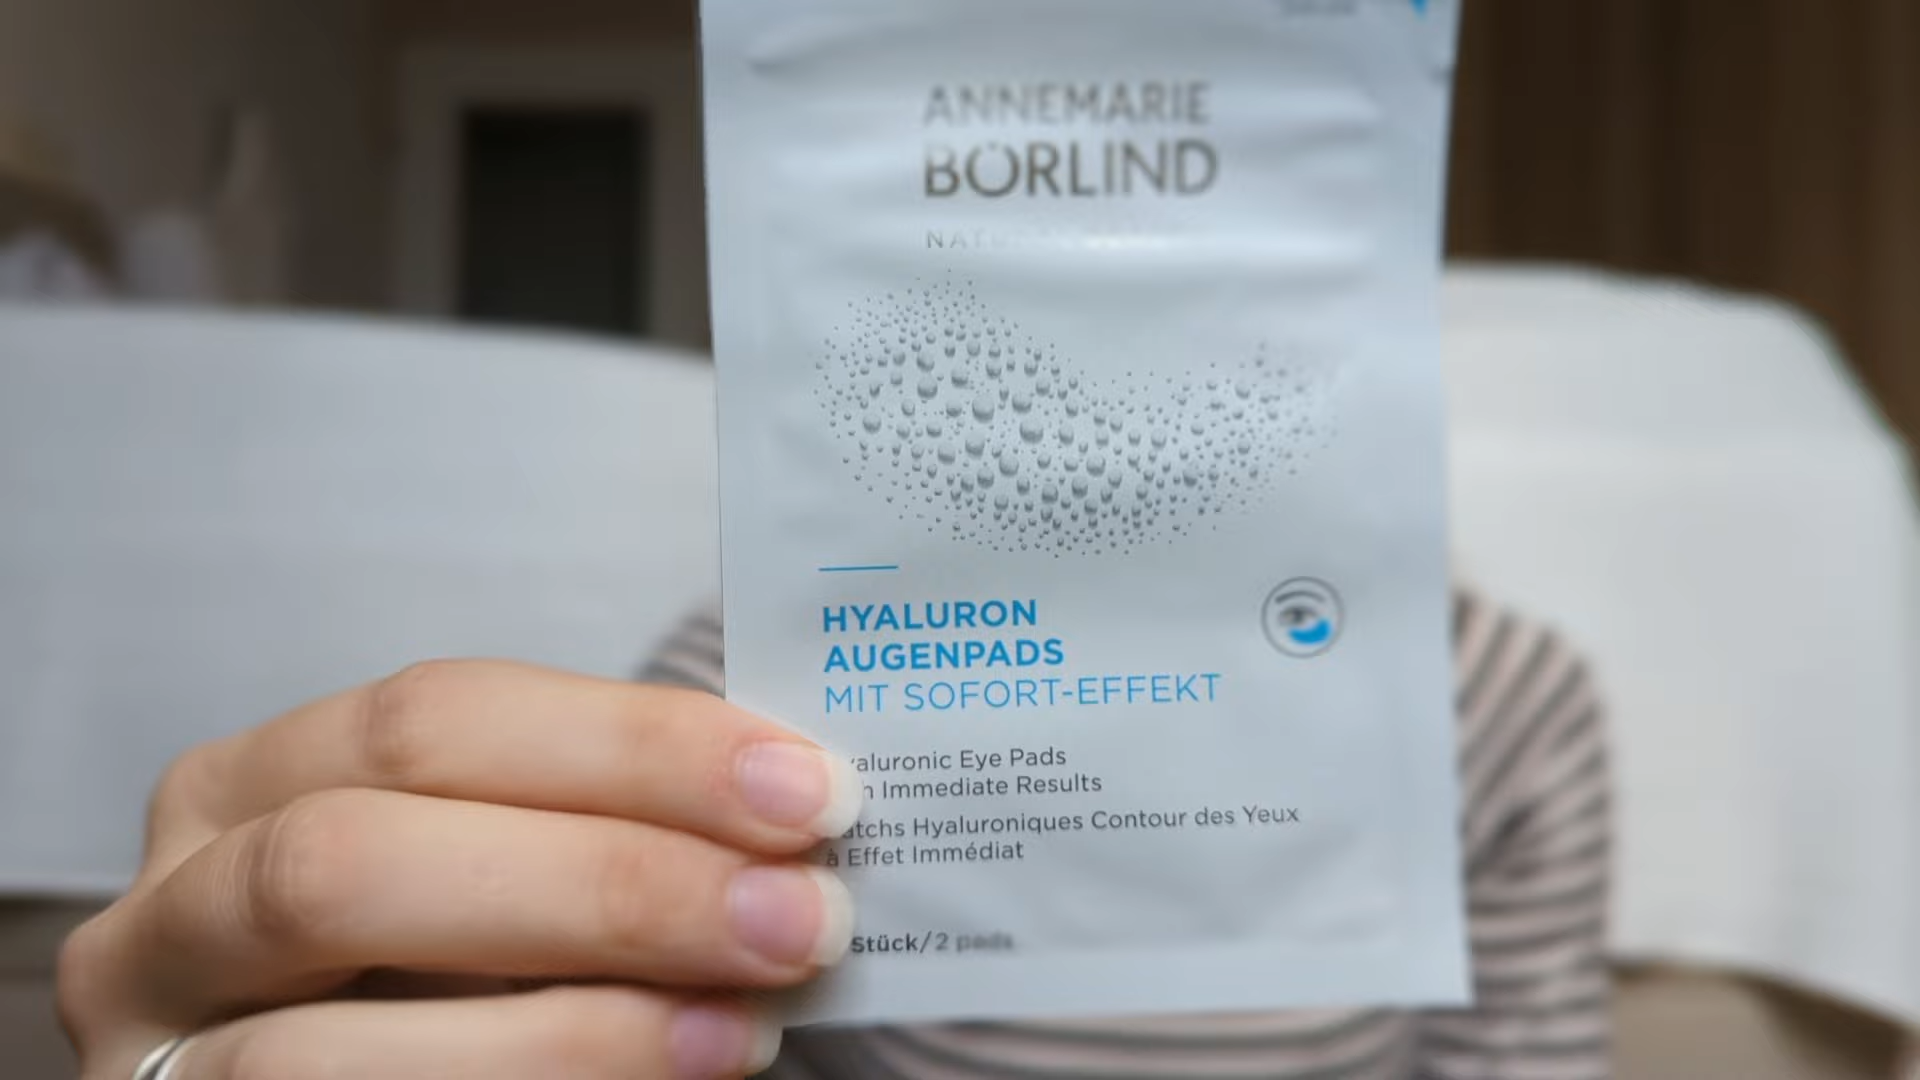 ANNEMARIE
BÖRLIND
HYALURON
AUGENPADS
MIT SOFORT-EFFEKT
yaluronic Eye Pads
h Immediate Results
atchs Hyaluroniques Contour des Yeux
à Effet Immédiat
Stück/2 pads